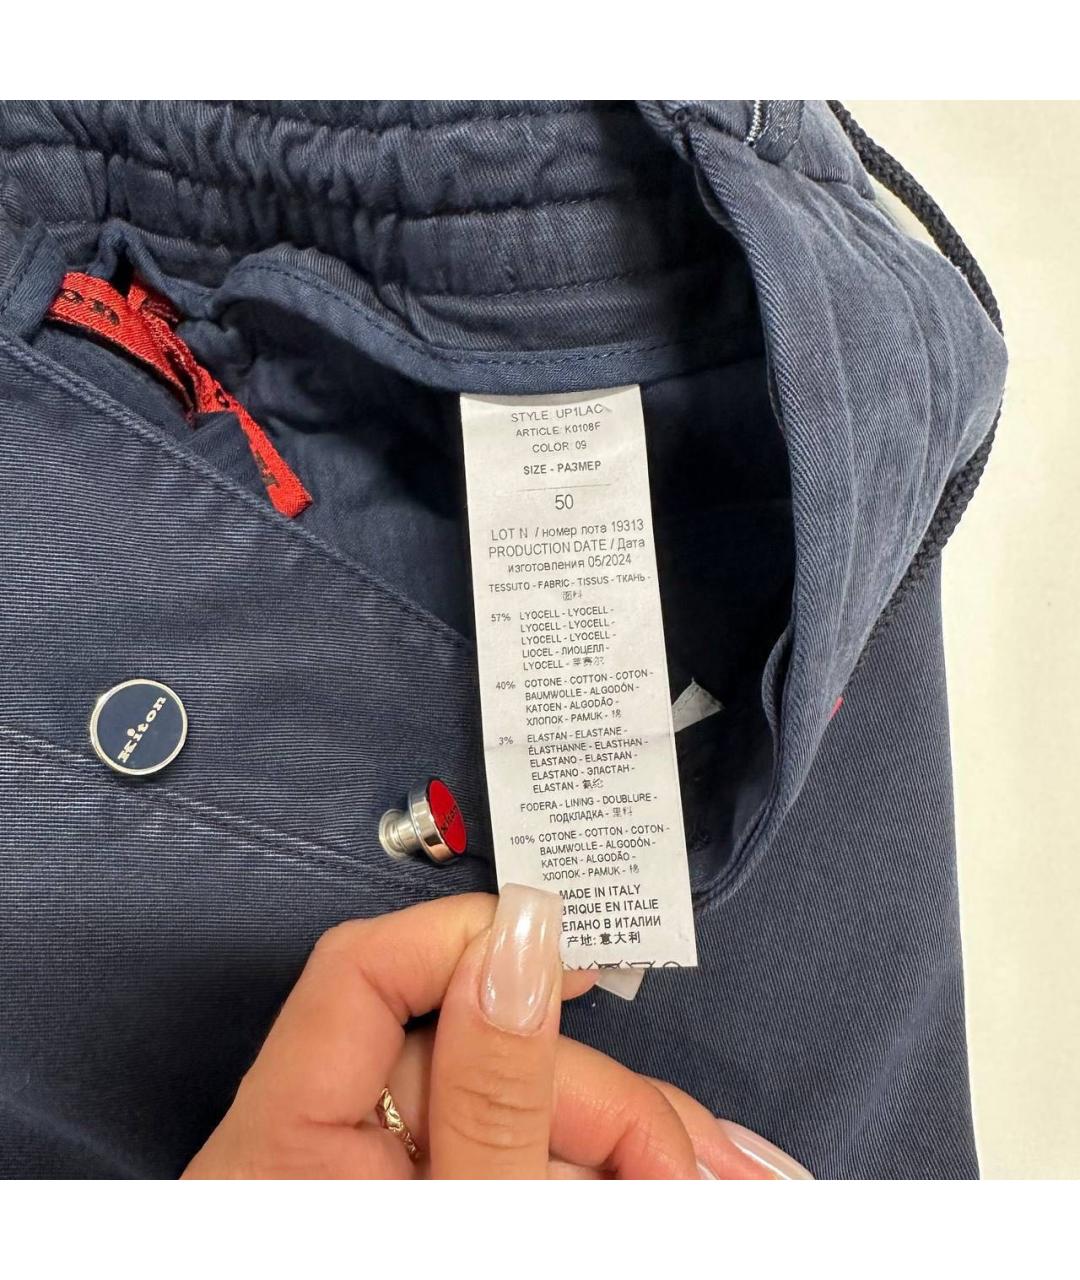 STYLE: UP1LAC
ARTICLE: K0108F
COLOR: 09
SIZE - РАЗМЕР
50
LOT N / номер лота 19313
PRODUCTION DATE / Дата
изготовления 05/2024
TESSUTO - FABRIC - TISSUS - ТКАНЬ -
面料
57% LYOCELL - LYOCELL -
LYOCELL - LYOCELL -
LYOCELL - LYOCELL -
LIOCEL - ЛИОЦЕЛЛ -
LYOCELL - 莱赛尔
40% COTONE - COTTON - COTON -
BAUMWOLLE - ALGODÓN -
KATOEN - ALGODÃO -
ХЛОПОК - PAMUK - 棉
3% ELASTAN - ELASTANE -
ÉLASTHANNE - ELASTHAN -
ELASTANO - ELASTAAN -
ELASTANO - ЭЛАСТАН -
ELASTAN - 氨纶
FODERA - LINING - DOUBLURE -
ПОДКЛАДКА - 里料
100% COTONE - COTTON - COTON -
BAUMWOLLE - ALGODÓN -
KATOEN - ALGODÃO -
ХЛОПОК - PAMUK - 棉
MADE IN ITALY
BRIQUE EN ITALIE
ЕЛАНО В ИТАЛИИ
产地: 意大利
Kiton